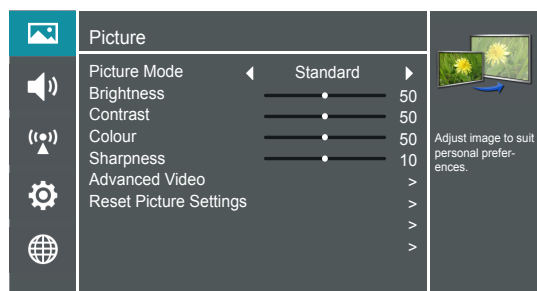 Picture
Picture Mode Standard
Brightness 50
Contrast 50
Colour 50
Sharpness 10
Advanced Video >
Reset Picture Settings >
>
>
Adjust image to suit
personal prefer-
ences.